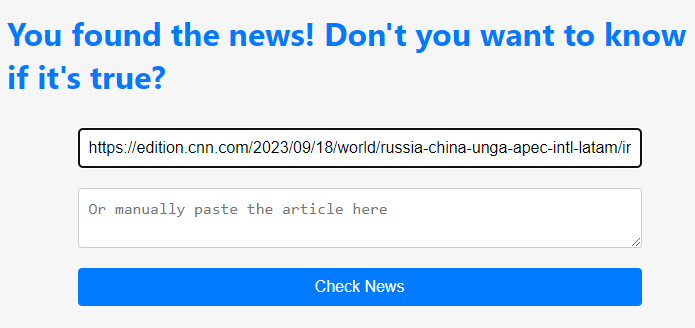 You found the news! Don't you want to know
if it's true?
https://edition.cnn.com/2023/09/18/world/russia-china-unga-apec-intl-latam/ir
Or manually paste the article here
Check News